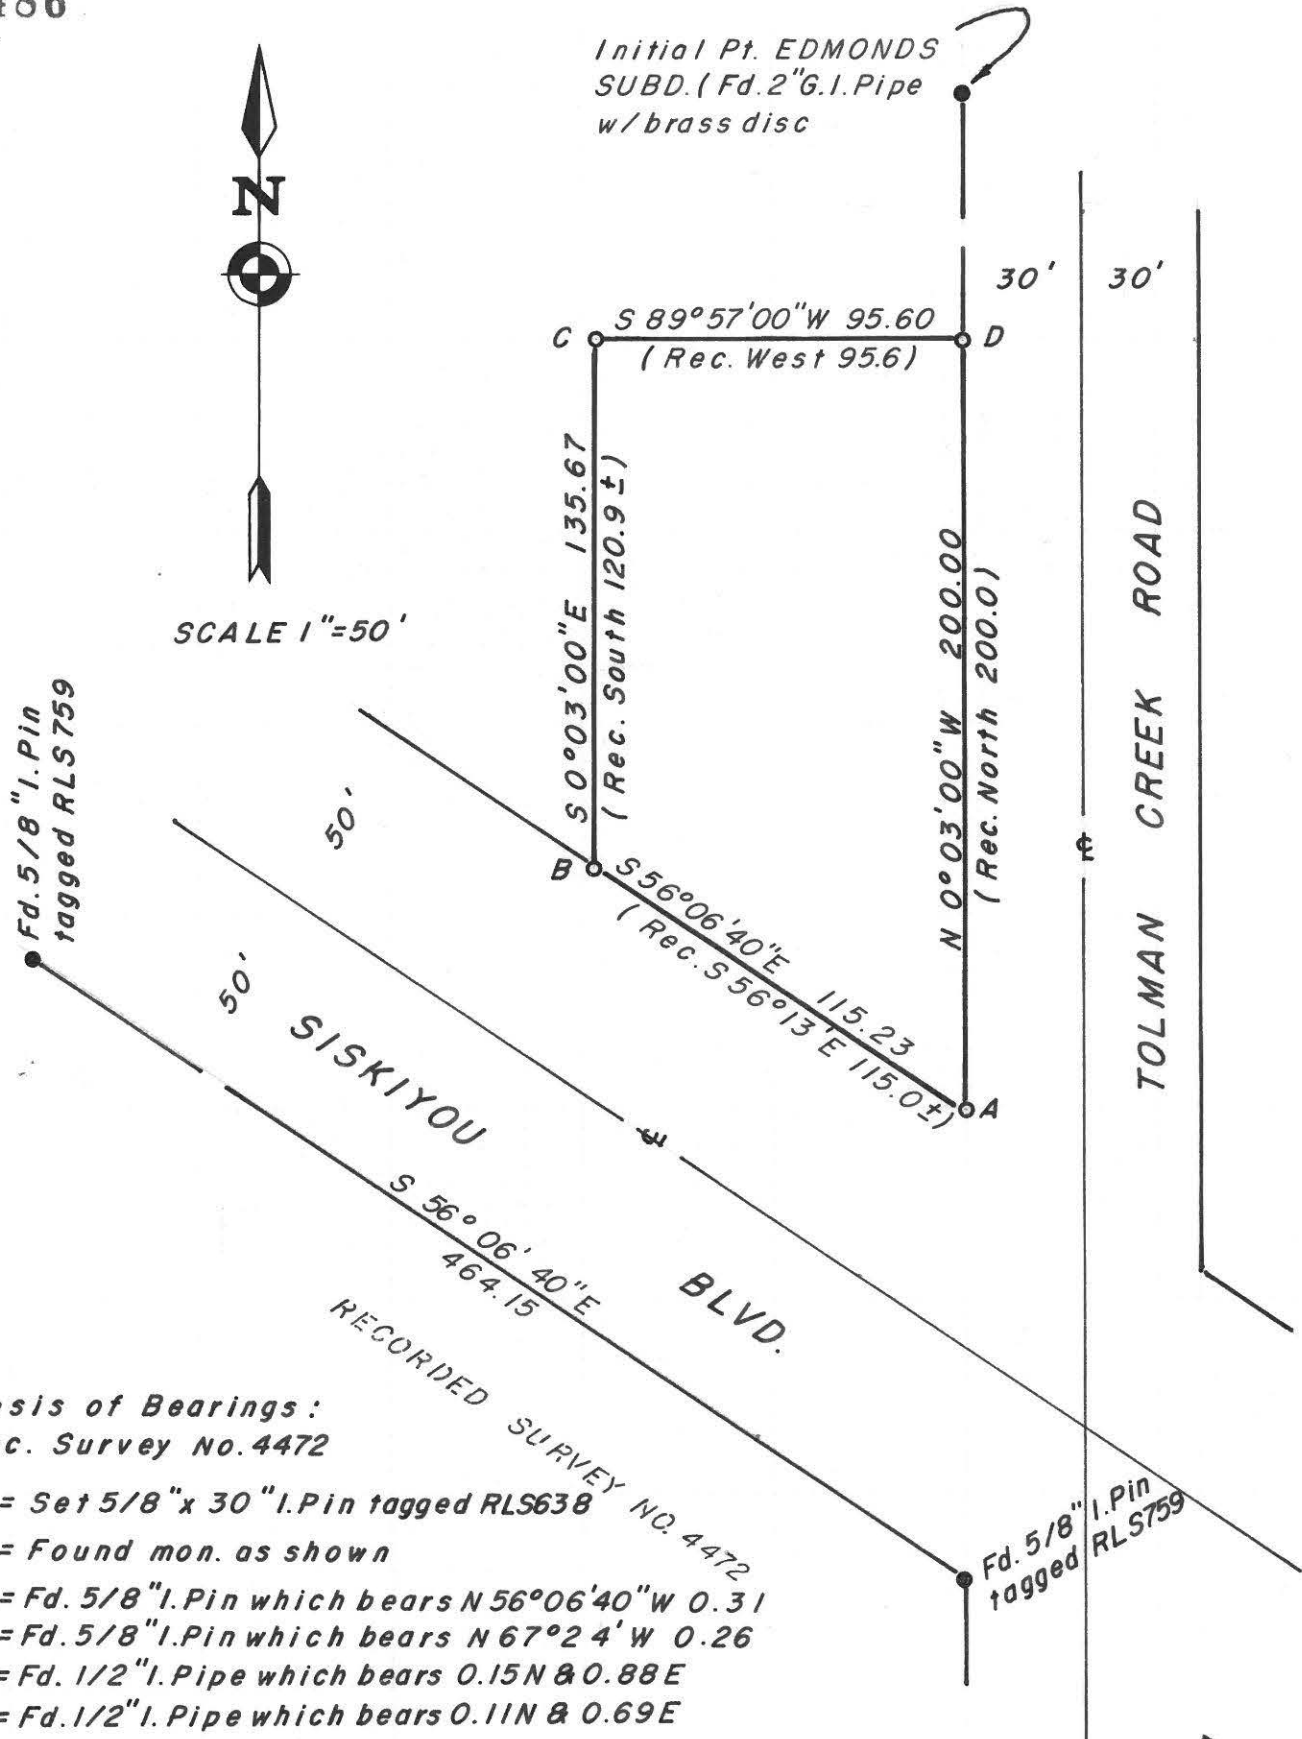 Initial Pt. EDMONDS
SUBD. (Fd. 2" G.I. Pipe
w/brass disc
N
30' 30'
S 89°57'00"W 95.60
C D
(Rec. West 95.6)
S 0°03'00"E 135.67
(Rec. South 120.9±)
N 0°03'00"W 200.00
(Rec. North 200.0)
TOLMAN CREEK ROAD
SCALE 1"=50'
Fd. 5/8" I. Pin
tagged RLS759
50'
B
S 56°06'40"E 115.23
(Rec. S 56°13'E 115.0±)
A
50'
SISKIYOU BLVD.
S 56°06'40"E
464.15
RECORDED SURVEY NO. 4472
sis of Bearings:
c. Survey No. 4472
= Set 5/8"x 30" I. Pin tagged RLS638
= Found mon. as shown
= Fd. 5/8" I. Pin which bears N 56°06'40"W 0.31
= Fd. 5/8" I. Pin which bears N 67°24'W 0.26
= Fd. 1/2" I. Pipe which bears 0.15N & 0.88E
= Fd. 1/2" I. Pipe which bears 0.11N & 0.69E
Fd. 5/8" I. Pin
tagged RLS759